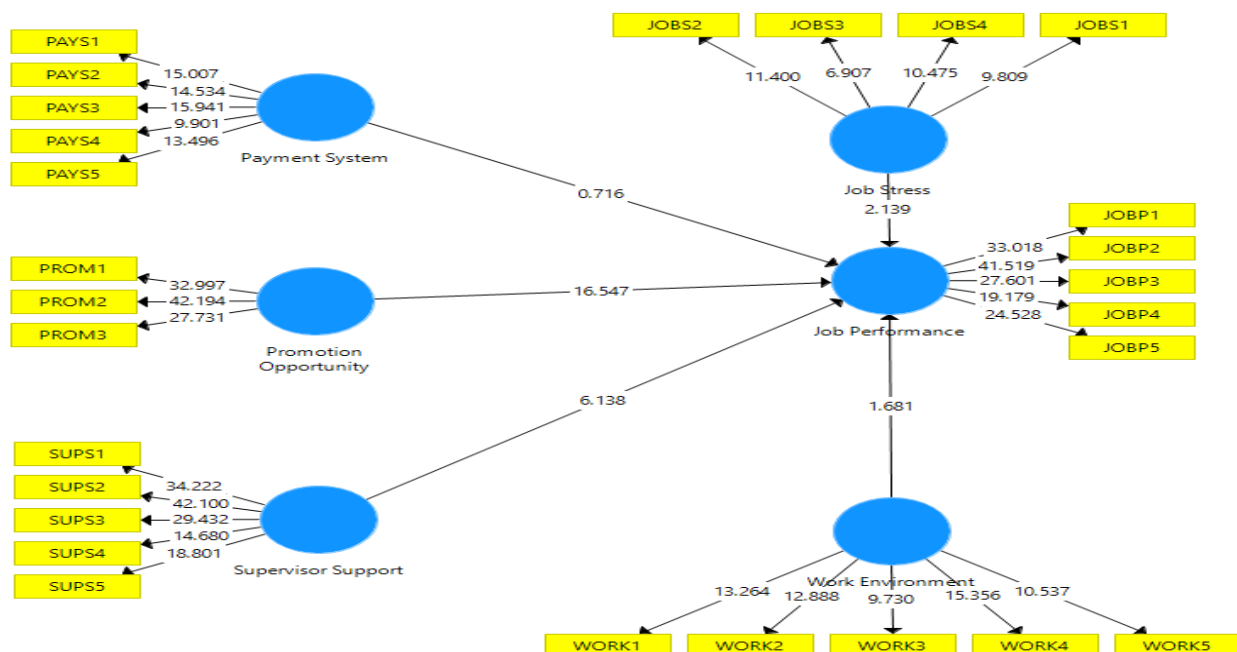 JOBS2 JOBS3 JOBS4 JOBS1
11.400 6.907 10.475 9.809
Job Stress
2.139
PAYS1
PAYS2
PAYS3
PAYS4
PAYS5
15.007
14.534
15.941
9.901
13.496
Payment System
0.716
PROM1
PROM2
PROM3
32.997
42.194
27.731
Promotion
Opportunity
16.547
JOBP1
JOBP2
JOBP3
JOBP4
JOBP5
33.018
41.519
27.601
19.179
24.528
Job Performance
SUPS1
SUPS2
SUPS3
SUPS4
SUPS5
34.222
42.100
29.432
14.680
18.801
Supervisor Support
6.138
1.681
Work Environment
13.264 12.888 9.730 15.356 10.537
WORK1 WORK2 WORK3 WORK4 WORK5